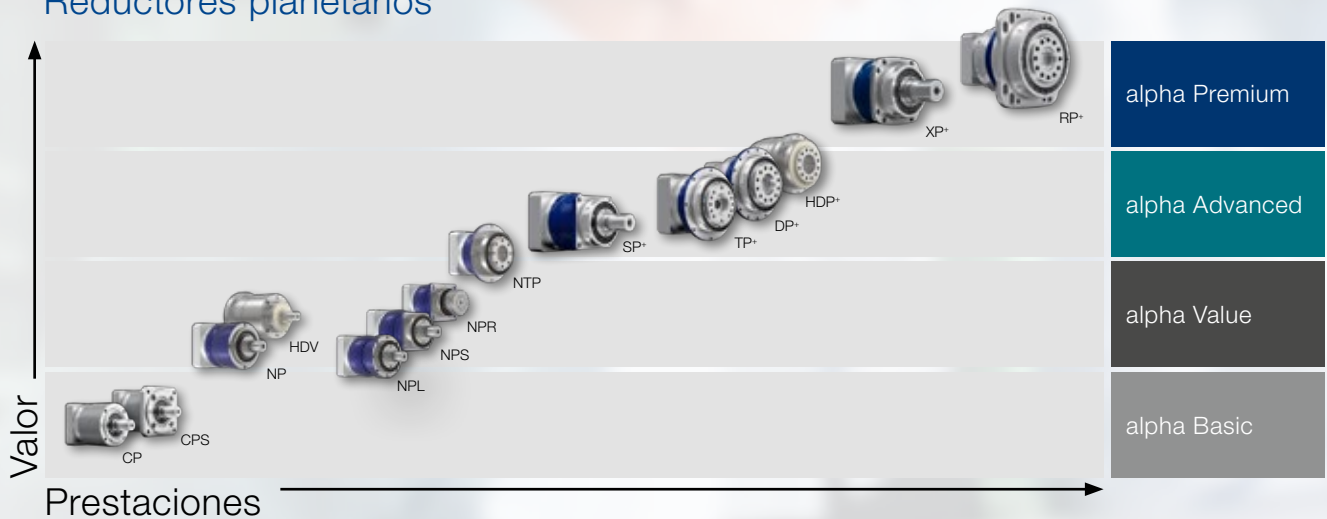 Reductores planetarios
alpha Premium
XP+
RP+
alpha Advanced
HDP+
DP+
TP+
SP+
NTP
alpha Value
NPR
HDV
NPS
NP
NPL
alpha Basic
CPS
CP
Valor
Prestaciones